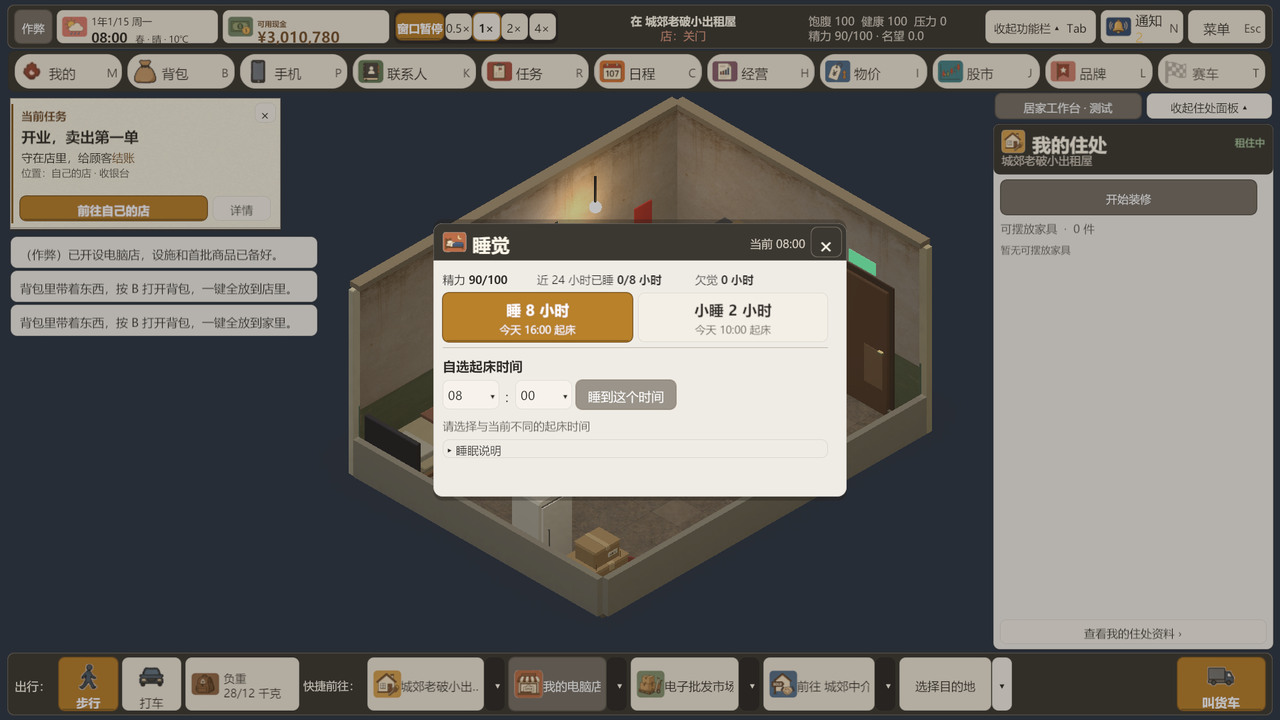 作弊
1年1/15 周一
08:00 春·晴·10℃
可用现金
¥3,010,780
窗口暂停 0.5× 1× 2× 4×
在 城郊老破小出租屋
店：关门
饱腹 100 健康 100 压力 0
精力 90/100 · 名望 0.0
收起功能栏 Tab
通知 2 N
菜单 Esc
我的 M
背包 B
手机 P
联系人 K
任务 R
107 日程 C
经营 H
物价 I
股市 J
品牌 L
赛车 T
当前任务
×
开业，卖出第一单
守在店里，给顾客结账
位置：自己的店 · 收银台
前往自己的店
详情
（作弊）已开设电脑店，设施和首批商品已备好。
背包里带着东西，按 B 打开背包，一键全放到店里。
背包里带着东西，按 B 打开背包，一键全放到家里。
睡觉
当前 08:00
×
精力 90/100 近 24 小时已睡 0/8 小时 欠觉 0 小时
睡 8 小时
今天 16:00 起床
小睡 2 小时
今天 10:00 起床
自选起床时间
08 : 00 睡到这个时间
请选择与当前不同的起床时间
睡眠说明
居家工作台 · 测试
收起住处面板
我的住处
城郊老破小出租屋
租住中
开始装修
可摆放家具 · 0 件
暂无可摆放家具
查看我的住处资料 ›
出行：
步行
打车
负重
28/12 千克
快捷前往：
城郊老破小出..
我的电脑店
电子批发市场
前往 城郊中介
选择目的地
叫货车